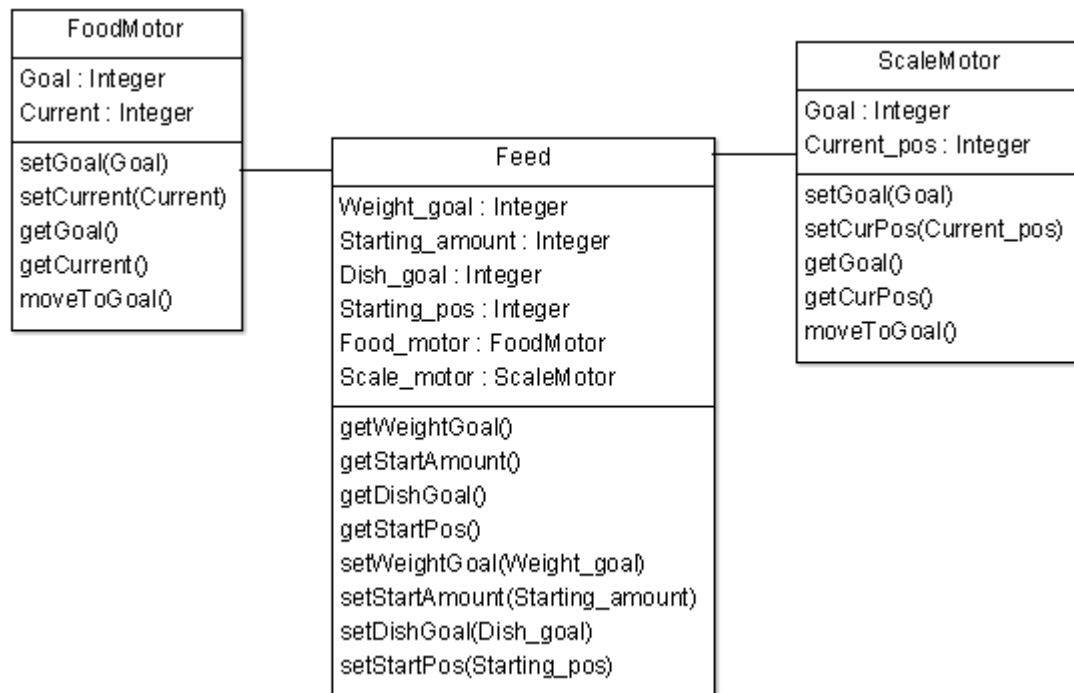 FoodMotor
Goal : Integer
Current : Integer
setGoal(Goal)
setCurrent(Current)
getGoal()
getCurrent()
moveToGoal()
Feed
Weight_goal : Integer
Starting_amount : Integer
Dish_goal : Integer
Starting_pos : Integer
Food_motor : FoodMotor
Scale_motor : ScaleMotor
getWeightGoal()
getStartAmount()
getDishGoal()
getStartPos()
setWeightGoal(Weight_goal)
setStartAmount(Starting_amount)
setDishGoal(Dish_goal)
setStartPos(Starting_pos)
ScaleMotor
Goal : Integer
Current_pos : Integer
setGoal(Goal)
setCurPos(Current_pos)
getGoal()
getCurPos()
moveToGoal()